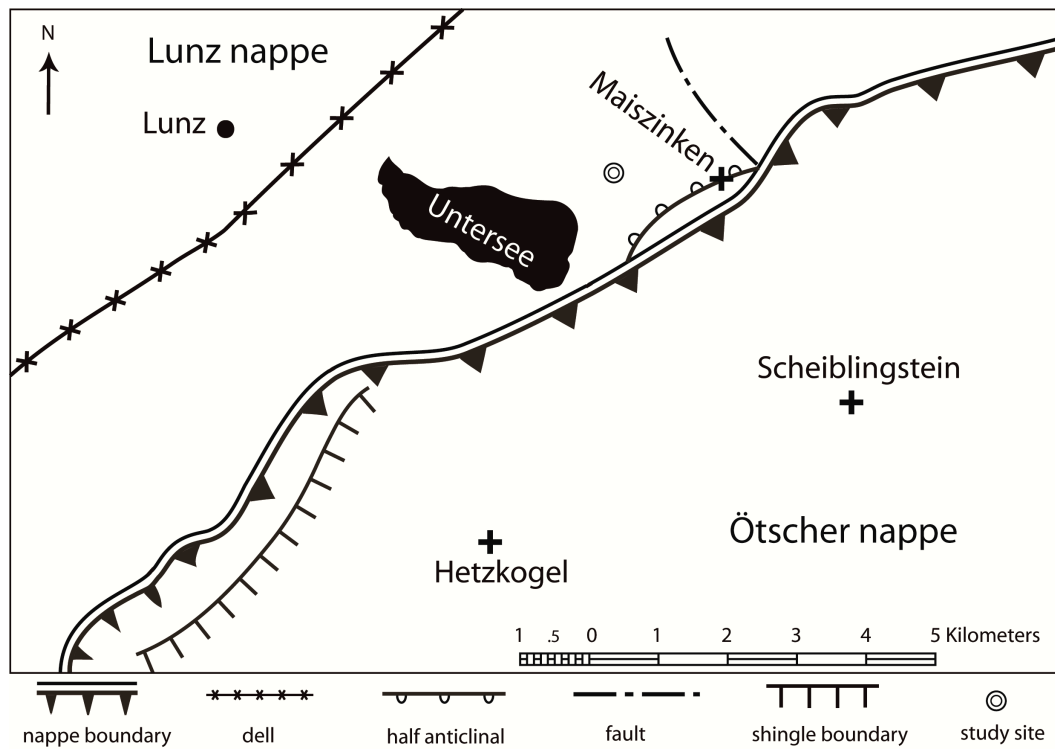 N
Lunz nappe
Lunz
Maiszinken
Untersee
Scheiblingstein
Ötscher nappe
Hetzkogel
1 .5 0 1 2 3 4 5 Kilometers
nappe boundary dell half anticlinal fault shingle boundary study site